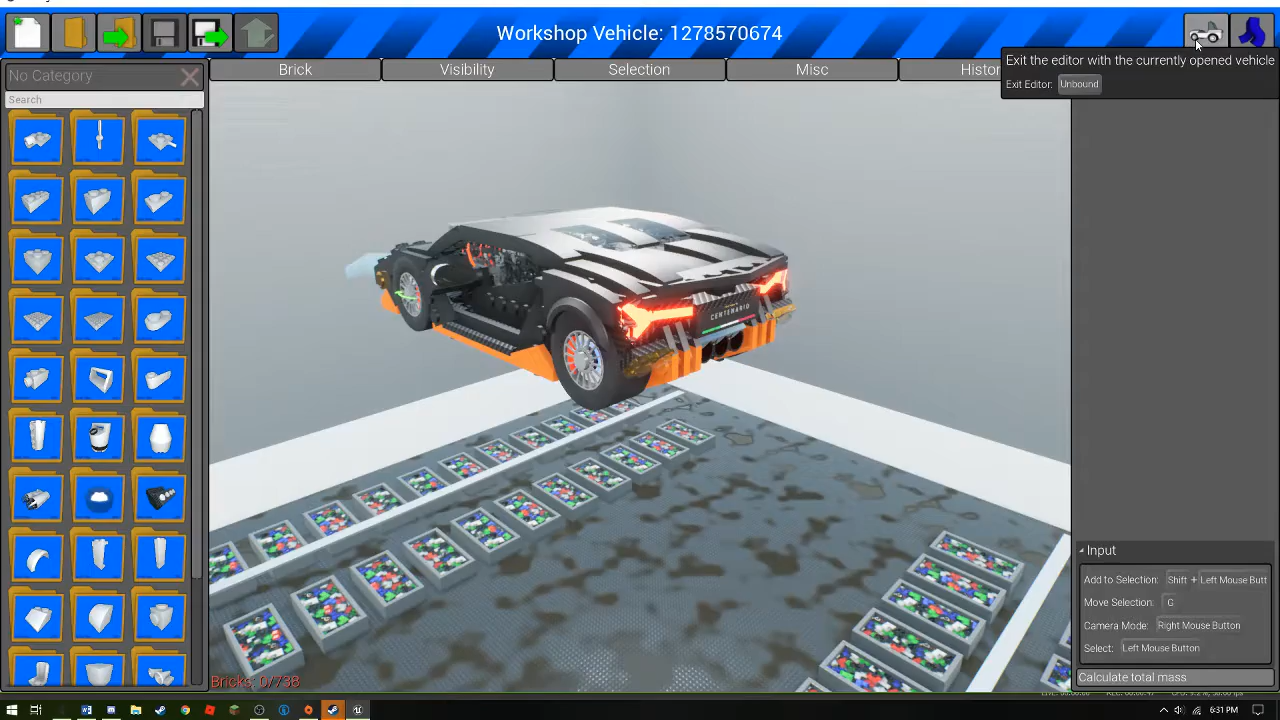 Workshop Vehicle: 1278570674
Exit the editor with the currently opened vehicle
Exit Editor: Unbound
No Category
Search
Brick
Visibility
Selection
Misc
Histor
CENTENARIO
Input
Add to Selection: Shift + Left Mouse Butt
Move Selection: G
Camera Mode: Right Mouse Button
Select: Left Mouse Button
Calculate total mass
Bricks: 0/738
6:31 PM